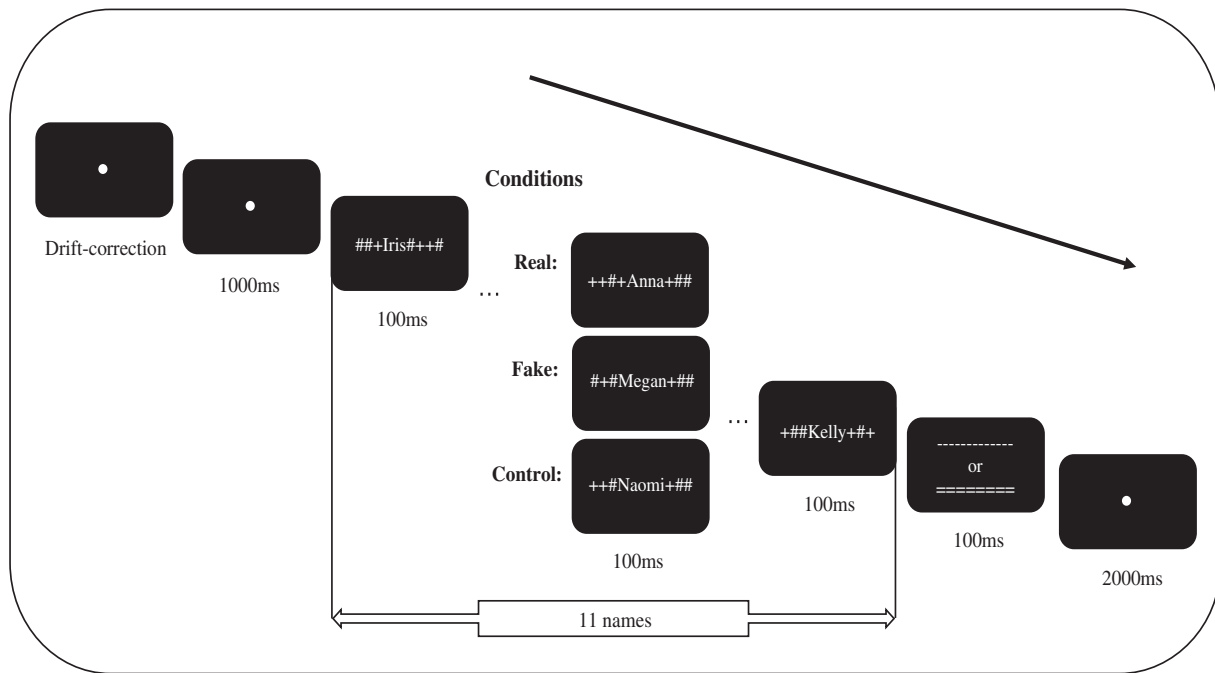 Drift-correction
1000ms
##+Iris#+++#
100ms
...
Conditions
Real:
++#+Anna+##
Fake:
#+#Megan+##
Control:
++#Naomi+##
100ms
...
+##Kelly+#+
100ms
-------------
or
========
100ms
2000ms
11 names